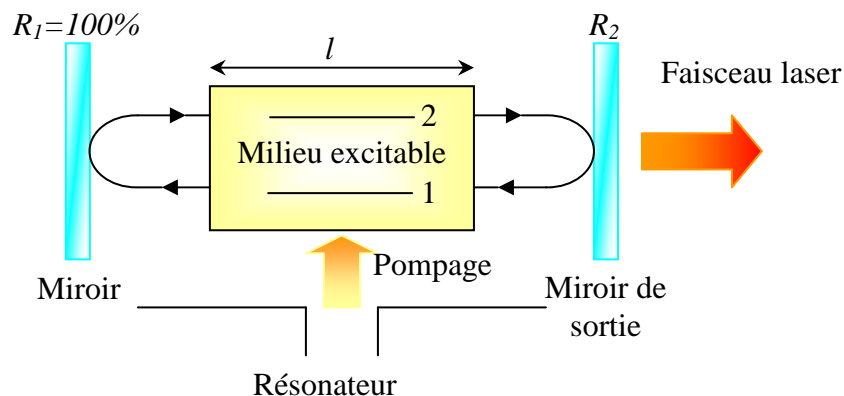 R₁=100%
R₂
l
Faisceau laser
2
Milieu excitable
1
Pompage
Miroir
Miroir de
sortie
Résonateur